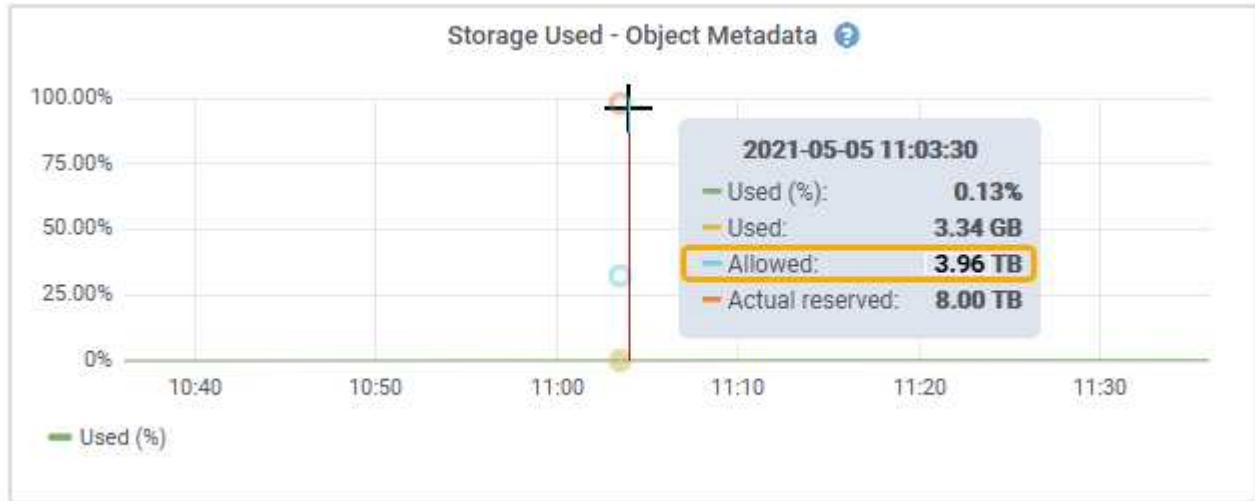 Storage Used - Object Metadata ?
100.00%
75.00%
50.00%
25.00%
0%
2021-05-05 11:03:30
Used (%): 0.13%
Used: 3.34 GB
Allowed: 3.96 TB
Actual reserved: 8.00 TB
10:40 10:50 11:00 11:10 11:20 11:30
Used (%)